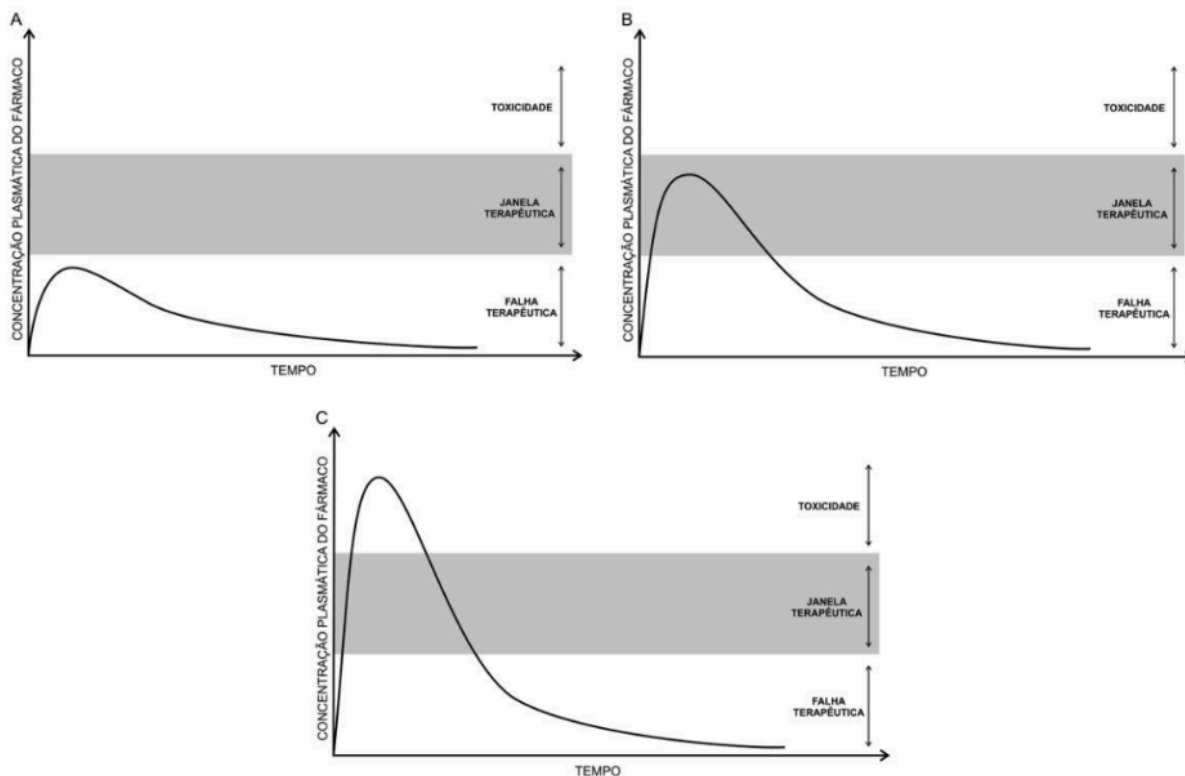 A
CONCENTRAÇÃO PLASMÁTICA DO FÁRMACO
TOXICIDADE
JANELA
TERAPÊUTICA
FALHA
TERAPÊUTICA
TEMPO
B
CONCENTRAÇÃO PLASMÁTICA DO FÁRMACO
TOXICIDADE
JANELA
TERAPÊUTICA
FALHA
TERAPÊUTICA
TEMPO
C
CONCENTRAÇÃO PLASMÁTICA DO FÁRMACO
TOXICIDADE
JANELA
TERAPÊUTICA
FALHA
TERAPÊUTICA
TEMPO